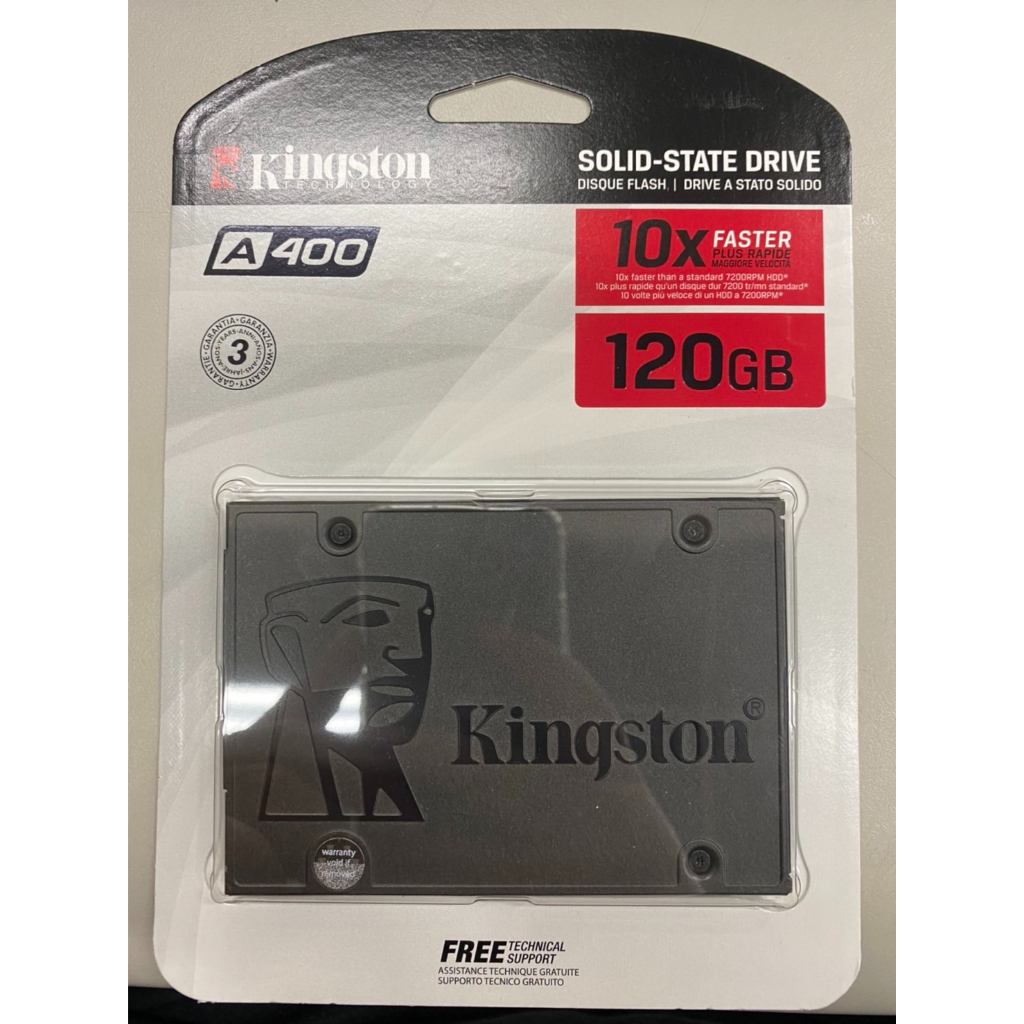 Kingston
TECHNOLOGY
SOLID-STATE DRIVE
DISQUE FLASH | DRIVE A STATO SOLIDO
A400
10x FASTER
PLUS RAPIDE
MAGGIORE VELOCITÀ
10x faster than a standard 7200RPM HDD*
10x plus rapide qu'un disque dur 7200 tr/mn standard*
10 volte più veloce di un HDD a 7200RPM*
3
120GB
Kingston®
warranty
void if
removed
FREE TECHNICAL
SUPPORT
ASSISTANCE TECHNIQUE GRATUITE
SUPPORTO TECNICO GRATUITO